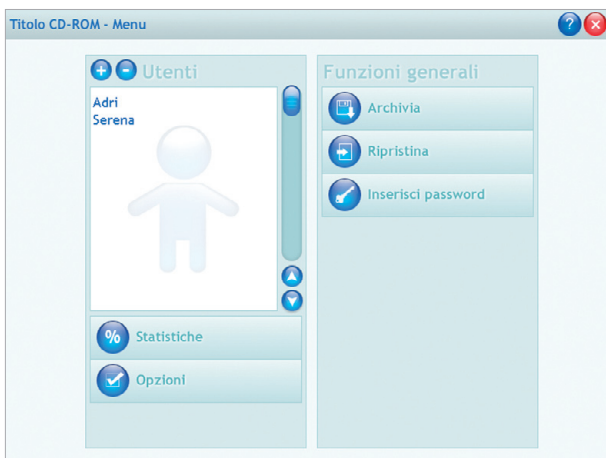 Titolo CD-ROM - Menu
?
Utenti
Adri
Serena
%
Statistiche
Opzioni
Funzioni generali
Archivia
Ripristina
Inserisci password